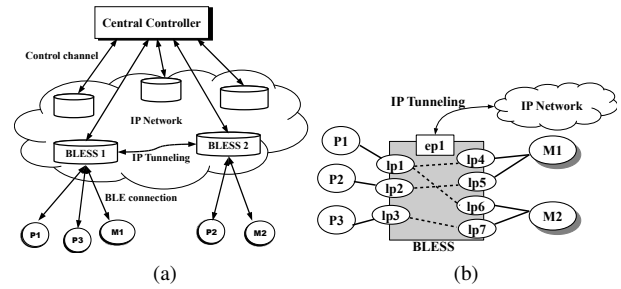 Central Controller
Control channel
IP Network
BLESS 1
IP Tunneling
BLESS 2
BLE connection
P1
P3
M1
P2
M2
(a)
IP Tunneling
IP Network
P1
ep1
lp1
lp4
M1
P2
lp2
lp5
P3
lp3
lp6
M2
lp7
BLESS
(b)